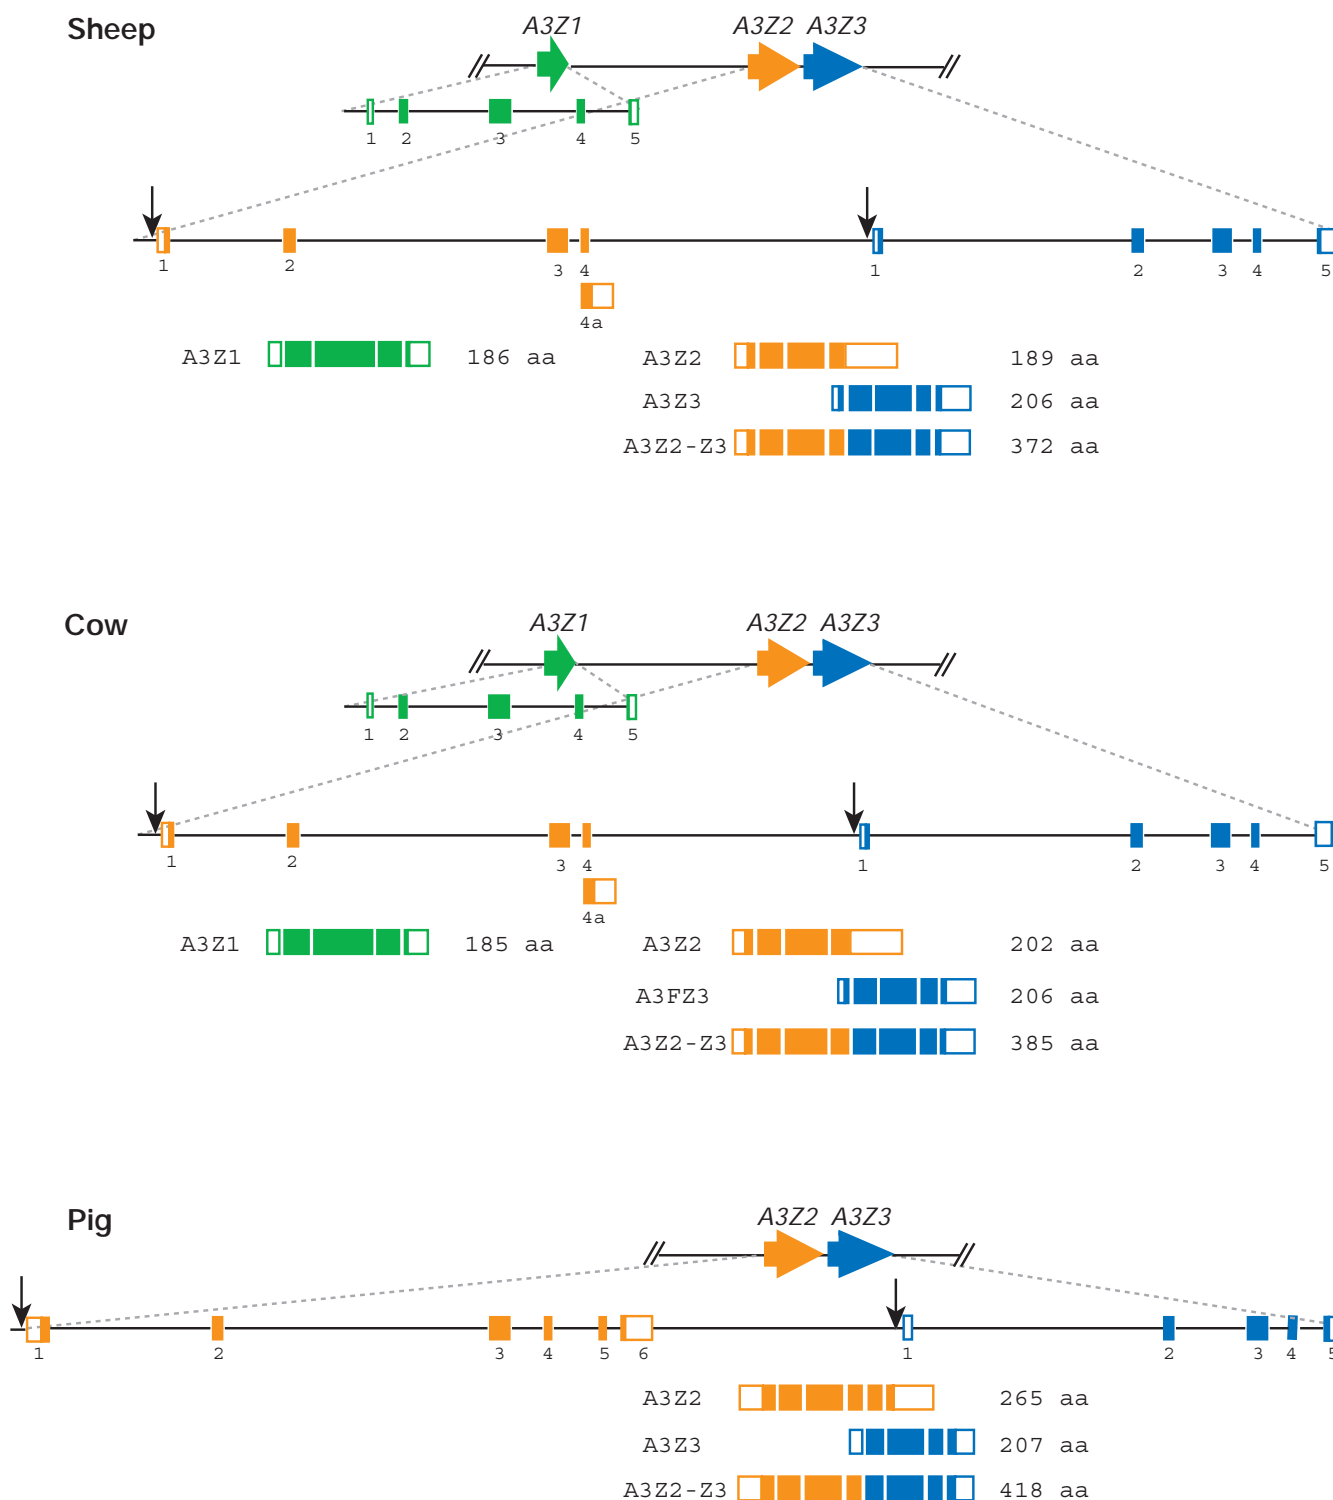 Sheep
A3Z1 A3Z2 A3Z3
1 2 3 4 5
1 2 3 4 1 2 3 4 5
4a
A3Z1 186 aa A3Z2 189 aa
A3Z3 206 aa
A3Z2-Z3 372 aa
Cow
A3Z1 A3Z2 A3Z3
1 2 3 4 5
1 2 3 4 1 2 3 4 5
4a
A3Z1 185 aa A3Z2 202 aa
A3FZ3 206 aa
A3Z2-Z3 385 aa
Pig
A3Z2 A3Z3
1 2 3 4 5 6 1 2 3 4 5
A3Z2 265 aa
A3Z3 207 aa
A3Z2-Z3 418 aa